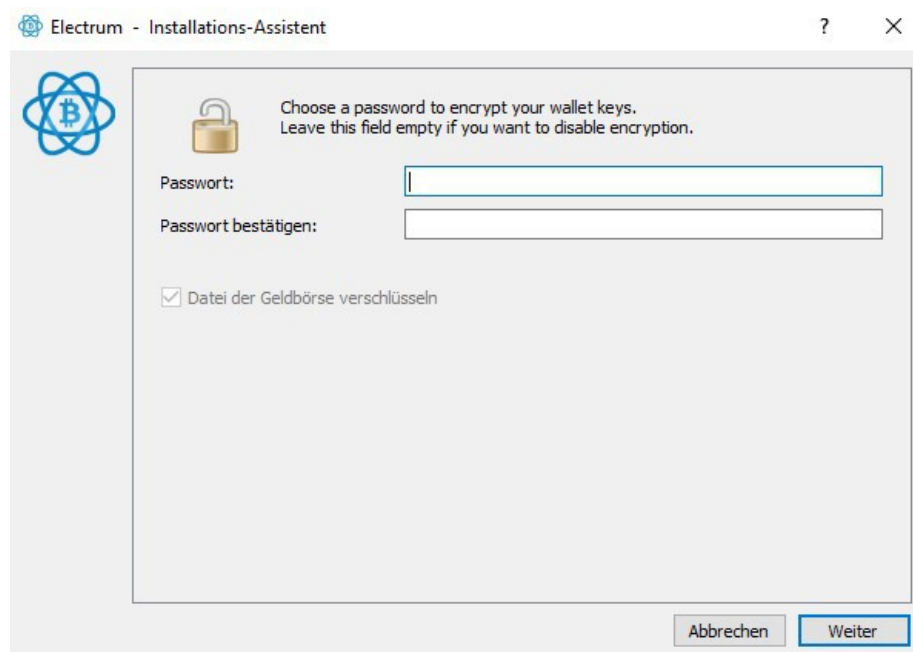 Electrum - Installations-Assistent
?
Choose a password to encrypt your wallet keys.
Leave this field empty if you want to disable encryption.
Passwort:
Passwort bestätigen:
Datei der Geldbörse verschlüsseln
Abbrechen
Weiter